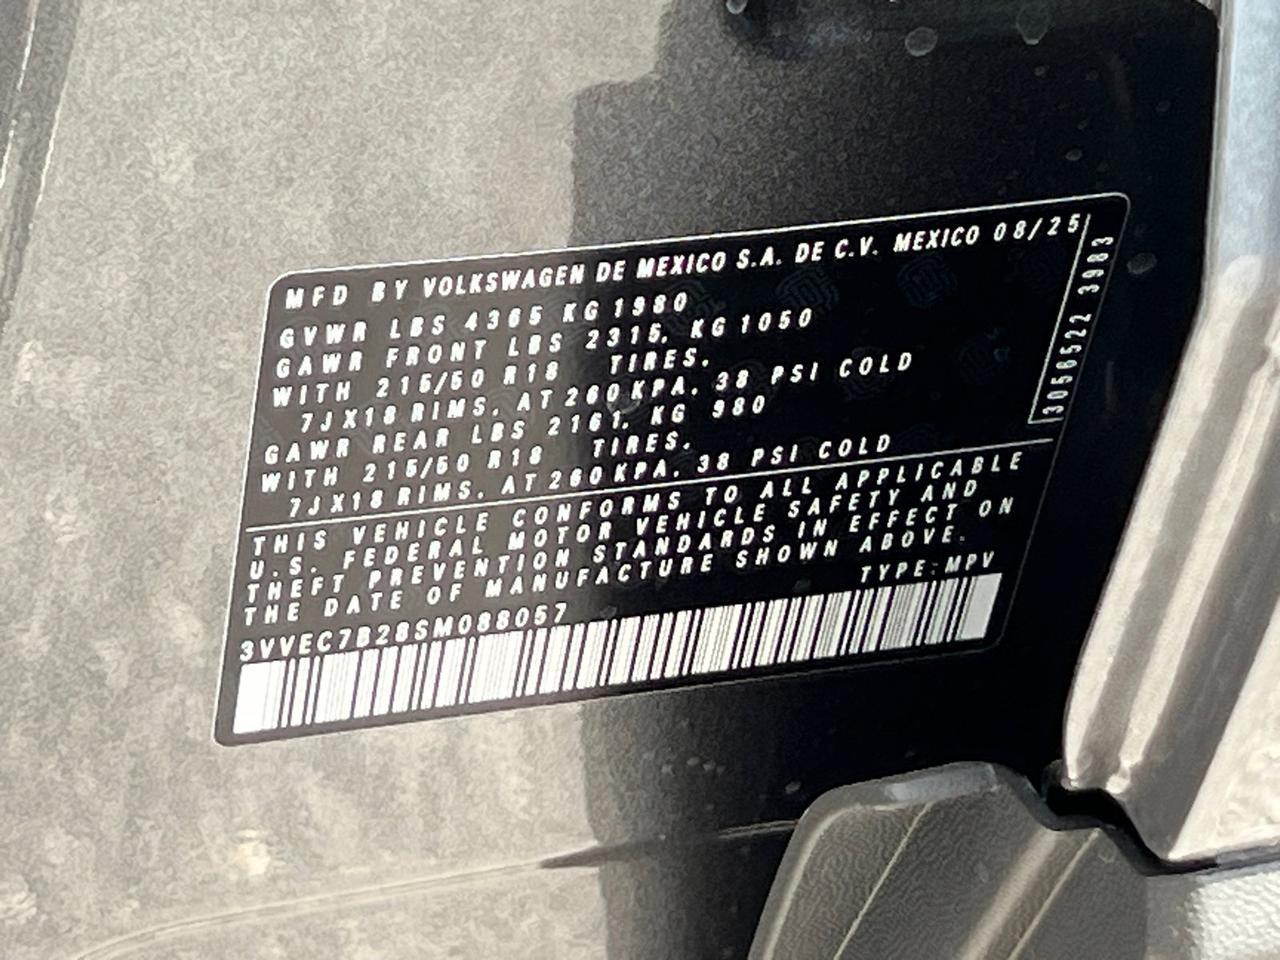 MFD BY VOLKSWAGEN DE MEXICO S.A. DE C.V. MEXICO 08/25
GVWR LBS 4365 KG 1980
GAWR FRONT LBS 2315, KG 1050
WITH 215/50 R18 TIRES,
7JX18 RIMS, AT 260 KPA, 38 PSI COLD
GAWR REAR LBS 2161, KG 980
WITH 215/50 R18 TIRES,
7JX18 RIMS, AT 260 KPA, 38 PSI COLD
THIS VEHICLE CONFORMS TO ALL APPLICABLE
U.S. FEDERAL MOTOR VEHICLE SAFETY AND
THEFT PREVENTION STANDARDS IN EFFECT ON
THE DATE OF MANUFACTURE SHOWN ABOVE.
3VVEC7B28SM088057 TYPE:MPV
3056522 3983